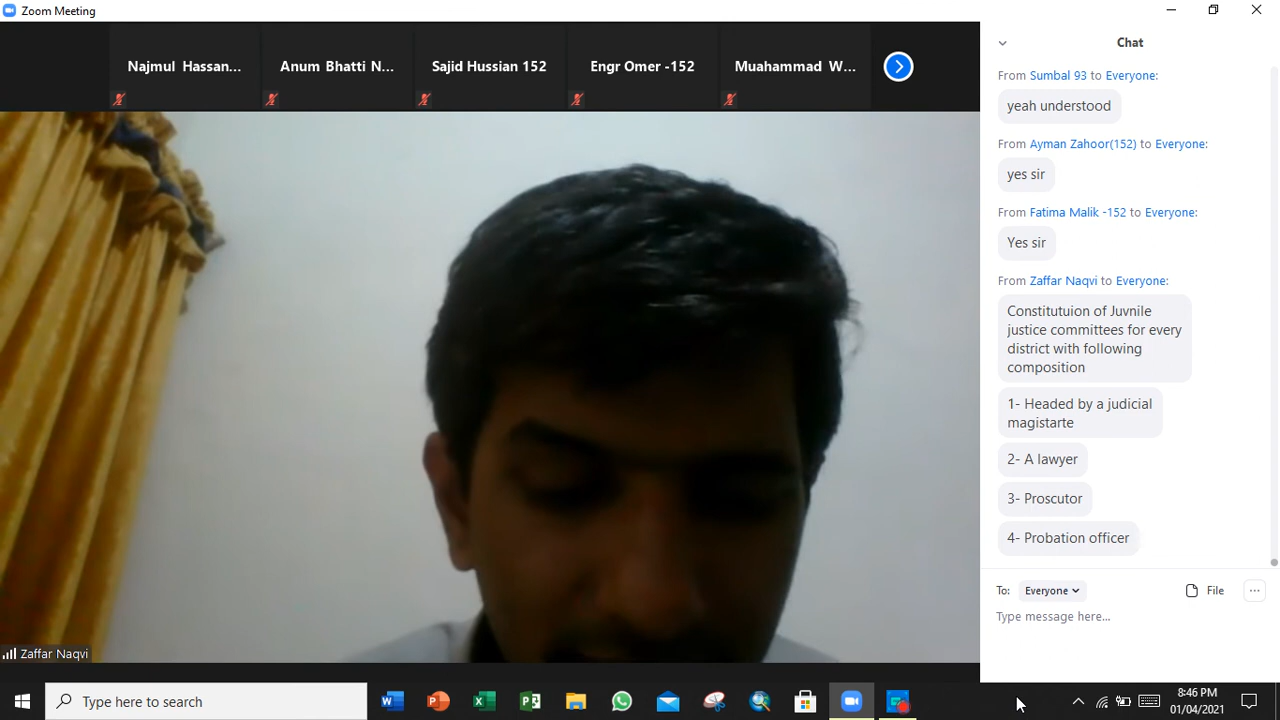 Zoom Meeting
Najmul Hassan...
Anum Bhatti N...
Sajid Hussian 152
Engr Omer -152
Muahammad W...
Zaffar Naqvi
Chat
From Sumbal 93 to Everyone:
yeah understood
From Ayman Zahoor(152) to Everyone:
yes sir
From Fatima Malik -152 to Everyone:
Yes sir
From Zaffar Naqvi to Everyone:
Constitutuion of Juvnile
justice committees for every
district with following
composition
1- Headed by a judicial
magistarte
2- A lawyer
3- Proscutor
4- Probation officer
To: Everyone File
Type message here...
Type here to search
8:46 PM
01/04/2021